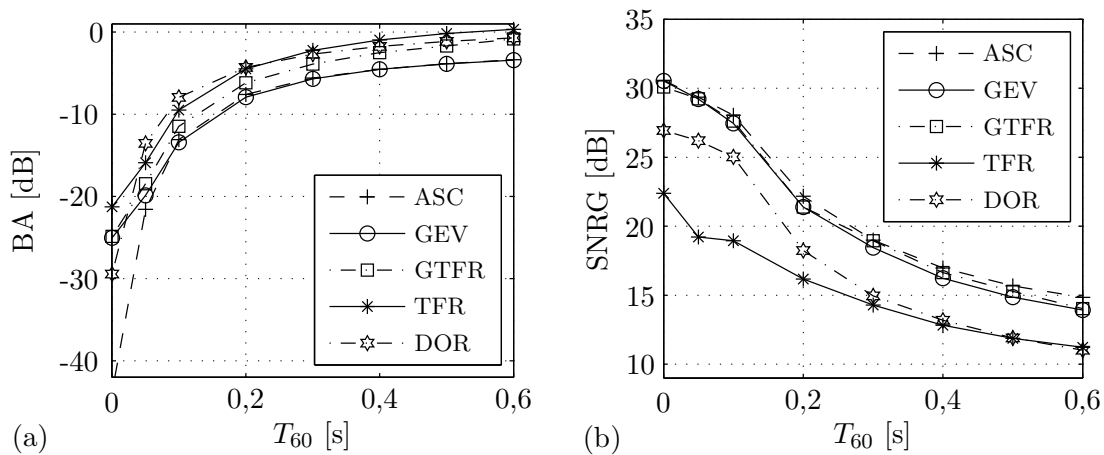 0
-10
-20
-30
-40
BA [dB]
0
0,2
0,4
0,6
T60 [s]
ASC
GEV
GTFR
TFR
DOR
(a)
35
30
25
20
15
10
SNRG [dB]
0
0,2
0,4
0,6
T60 [s]
ASC
GEV
GTFR
TFR
DOR
(b)